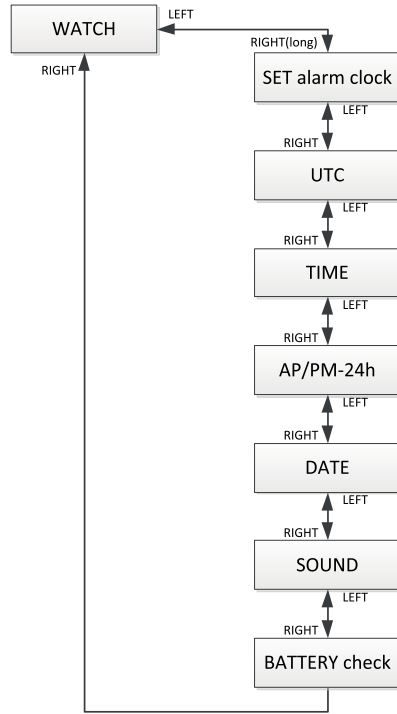 WATCH
LEFT
RIGHT(long)
RIGHT
SET alarm clock
LEFT
RIGHT
UTC
LEFT
RIGHT
TIME
LEFT
RIGHT
AP/PM-24h
LEFT
RIGHT
DATE
LEFT
RIGHT
SOUND
LEFT
RIGHT
BATTERY check